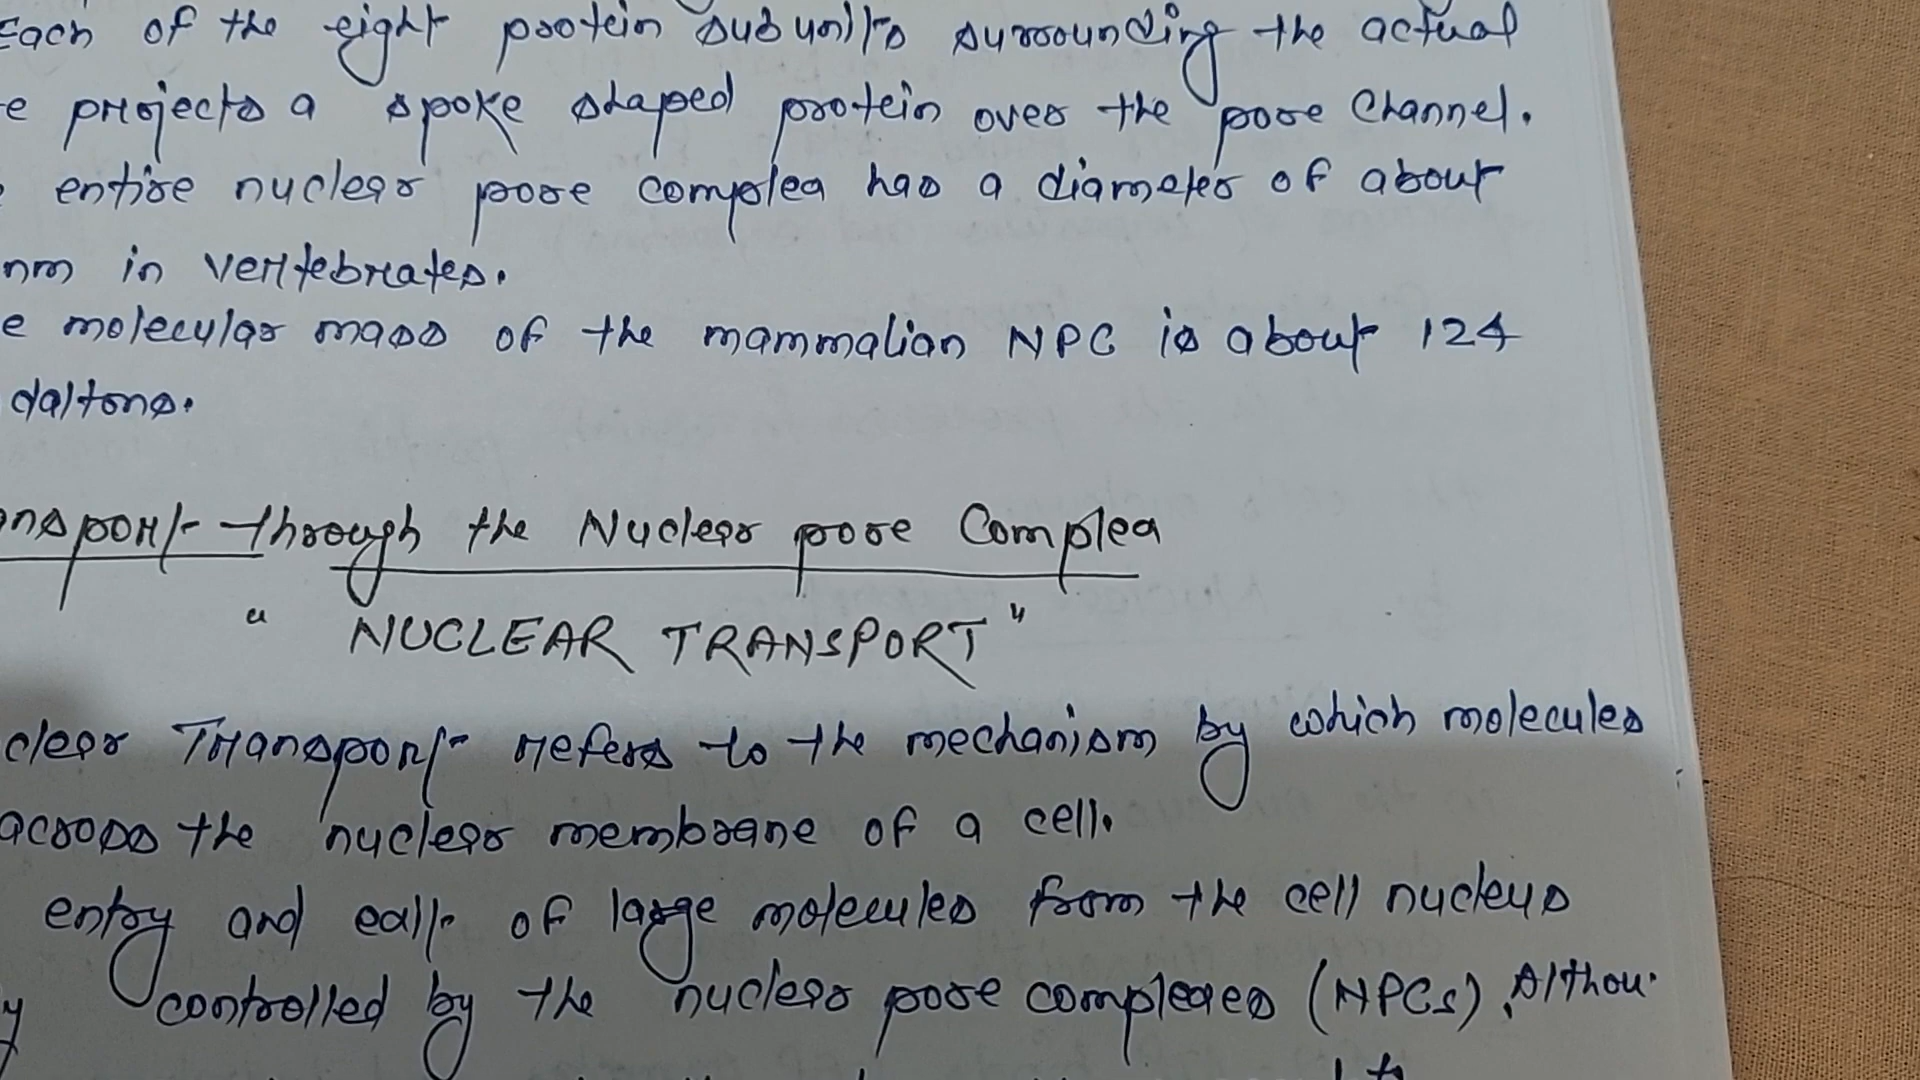 Each of the eight protein subunits surrounding the actual
e projects a spoke shaped protein over the pore Channel.
entire nuclear pore complex has a diameter of about
nm in vertebrates.
e molecular mass of the mammalian NPC is about 124
daltons.
ansport through the Nuclear pore Complex
"NUCLEAR TRANSPORT"
clear Transport refers to the mechanism by which molecules
across the nuclear membrane of a cell.
entry and exit of large molecules from the cell nucleus
y controlled by the nuclear pore complexes (NPCs). Althou